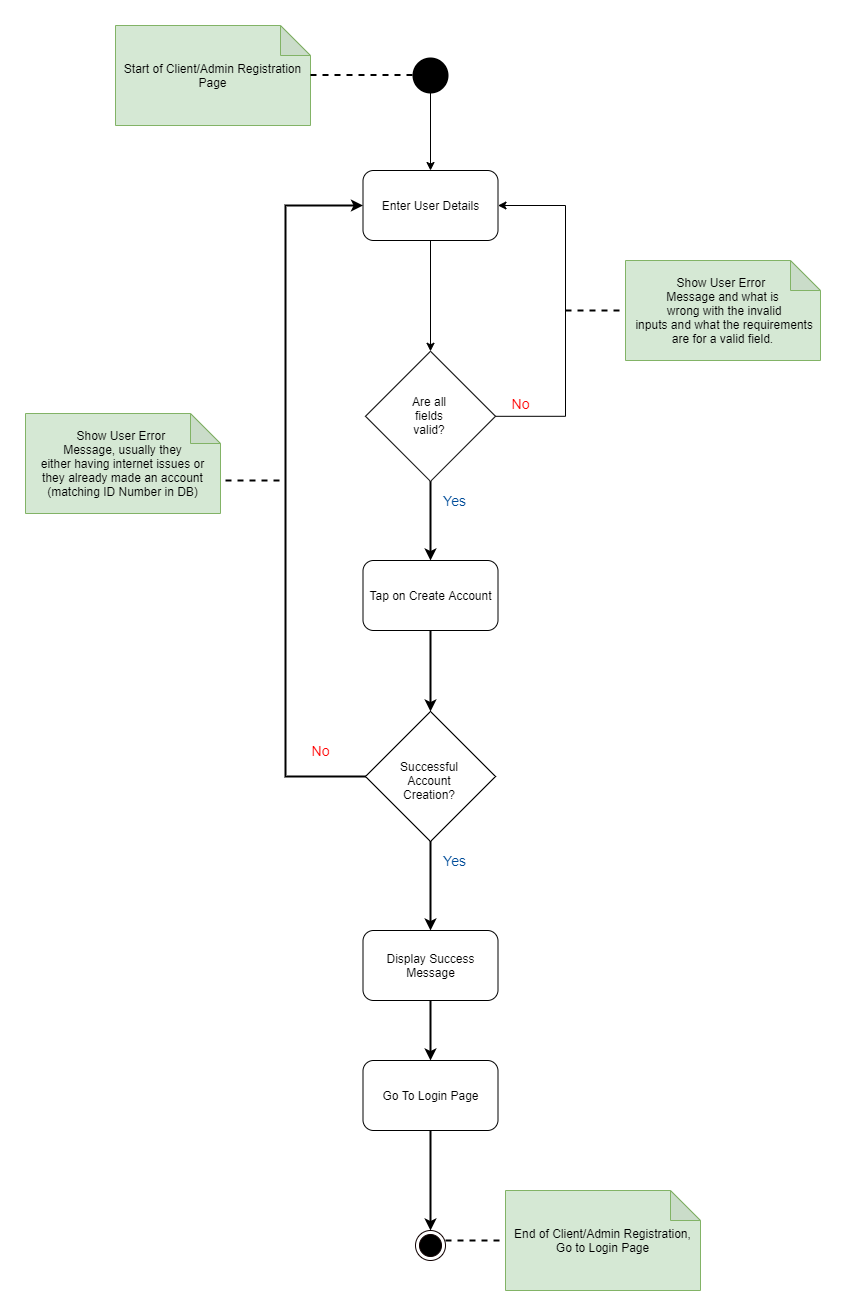 Start of Client/Admin Registration
Page
Enter User Details
Show User Error
Message and what is
wrong with the invalid
inputs and what the requirements
are for a valid field.
Are all
fields
valid?
No
Show User Error
Message, usually they
either having internet issues or
they already made an account
(matching ID Number in DB)
Yes
Tap on Create Account
No
Successful
Account
Creation?
Yes
Display Success
Message
Go To Login Page
End of Client/Admin Registration,
Go to Login Page